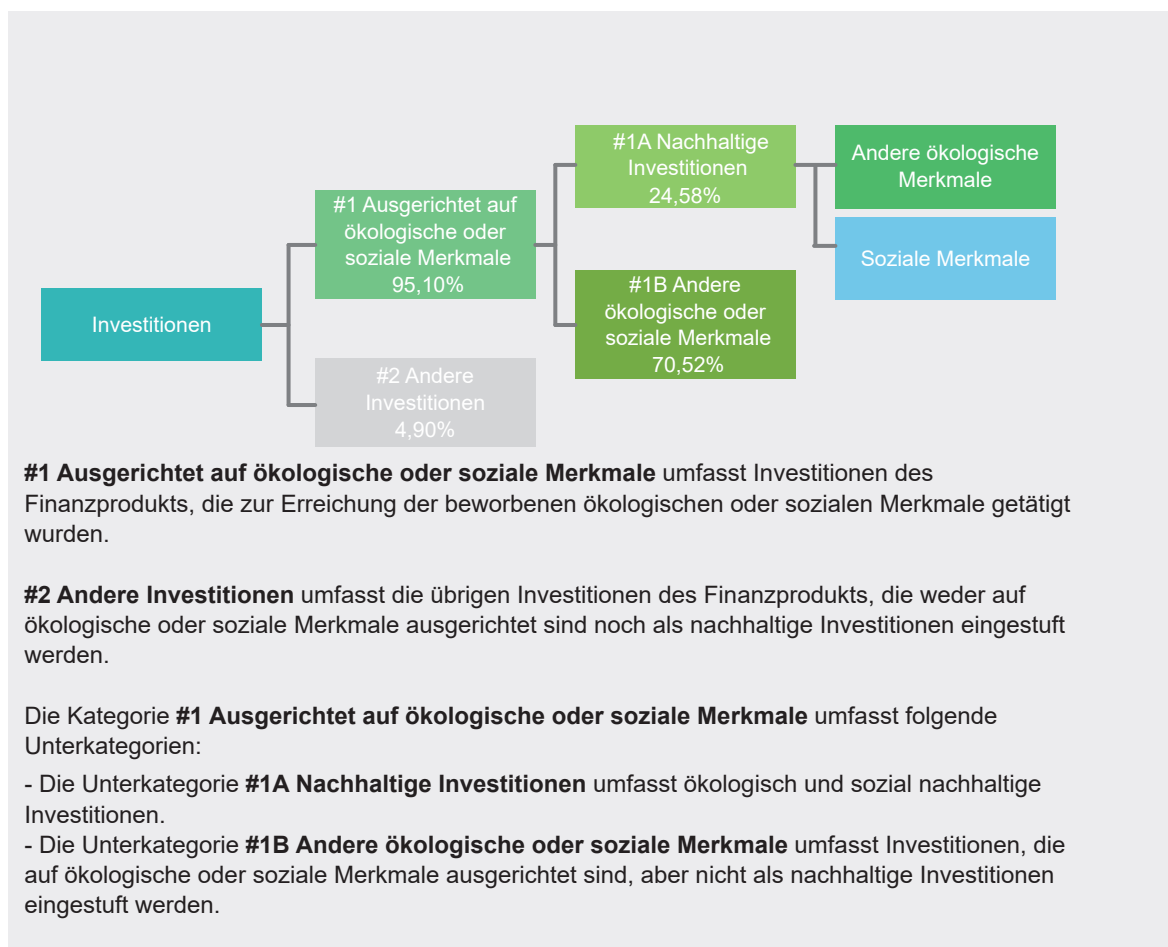 #1A Nachhaltige
Investitionen
24,58%
Andere ökologische
Merkmale
#1 Ausgerichtet auf
ökologische oder
soziale Merkmale
95,10%
Soziale Merkmale
#1B Andere
ökologische oder
soziale Merkmale
70,52%
Investitionen
#2 Andere
Investitionen
4,90%
#1 Ausgerichtet auf ökologische oder soziale Merkmale umfasst Investitionen des
Finanzprodukts, die zur Erreichung der beworbenen ökologischen oder sozialen Merkmale getätigt
wurden.
#2 Andere Investitionen umfasst die übrigen Investitionen des Finanzprodukts, die weder auf
ökologische oder soziale Merkmale ausgerichtet sind noch als nachhaltige Investitionen eingestuft
werden.
Die Kategorie #1 Ausgerichtet auf ökologische oder soziale Merkmale umfasst folgende
Unterkategorien:
- Die Unterkategorie #1A Nachhaltige Investitionen umfasst ökologisch und sozial nachhaltige
Investitionen.
- Die Unterkategorie #1B Andere ökologische oder soziale Merkmale umfasst Investitionen, die
auf ökologische oder soziale Merkmale ausgerichtet sind, aber nicht als nachhaltige Investitionen
eingestuft werden.